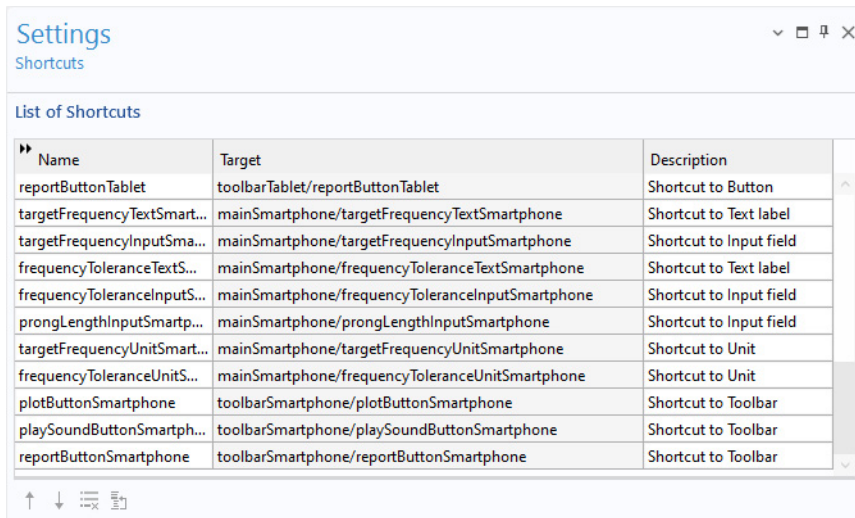 Settings
Shortcuts
List of Shortcuts
Name Target Description
reportButtonTablet toolbarTablet/reportButtonTablet Shortcut to Button
targetFrequencyTextSmart... mainSmartphone/targetFrequencyTextSmartphone Shortcut to Text label
targetFrequencyInputSma... mainSmartphone/targetFrequencyInputSmartphone Shortcut to Input field
frequencyToleranceTextS... mainSmartphone/frequencyToleranceTextSmartphone Shortcut to Text label
frequencyToleranceInputS... mainSmartphone/frequencyToleranceInputSmartphone Shortcut to Input field
prongLengthInputSmartp... mainSmartphone/prongLengthInputSmartphone Shortcut to Input field
targetFrequencyUnitSmart... mainSmartphone/targetFrequencyUnitSmartphone Shortcut to Unit
frequencyToleranceUnitS... mainSmartphone/frequencyToleranceUnitSmartphone Shortcut to Unit
plotButtonSmartphone toolbarSmartphone/plotButtonSmartphone Shortcut to Toolbar
playSoundButtonSmartph... toolbarSmartphone/playSoundButtonSmartphone Shortcut to Toolbar
reportButtonSmartphone toolbarSmartphone/reportButtonSmartphone Shortcut to Toolbar